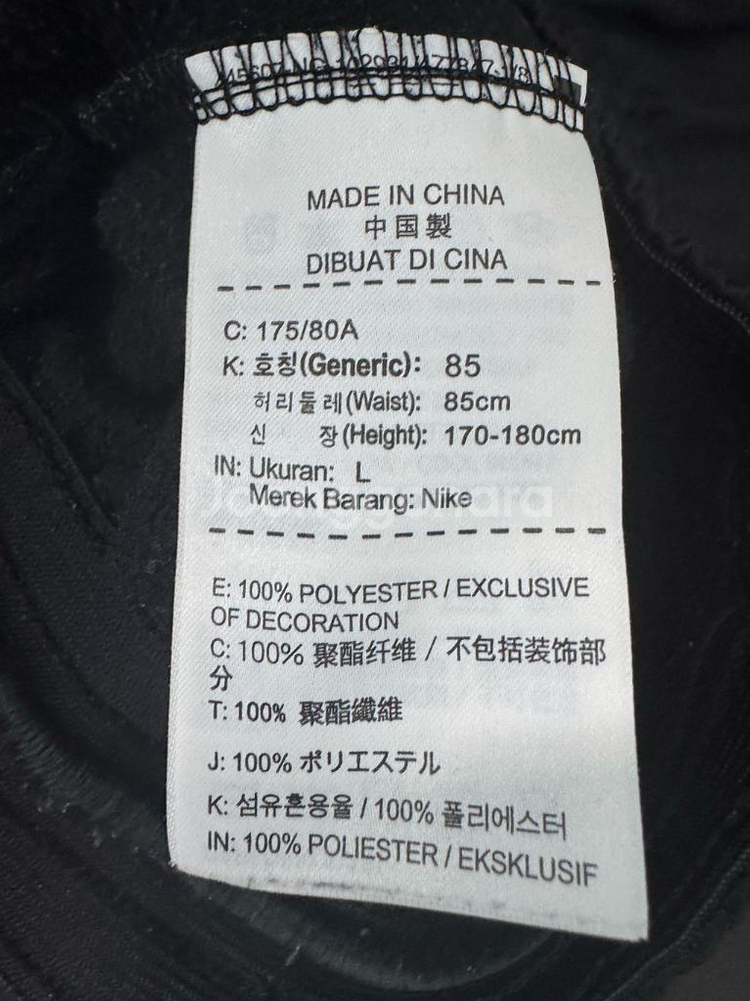 MADE IN CHINA
中国製
DIBUAT DI CINA
C: 175/80A
K: 호칭(Generic): 85
허리둘레(Waist): 85cm
신 장(Height): 170-180cm
IN: Ukuran: L
Merek Barang: Nike
E: 100% POLYESTER / EXCLUSIVE
OF DECORATION
C: 100% 聚酯纤维 / 不包括装饰部
分
T: 100% 聚酯纖維
J: 100% ポリエステル
K: 섬유혼용율 / 100% 폴리에스터
IN: 100% POLIESTER / EKSKLUSIF